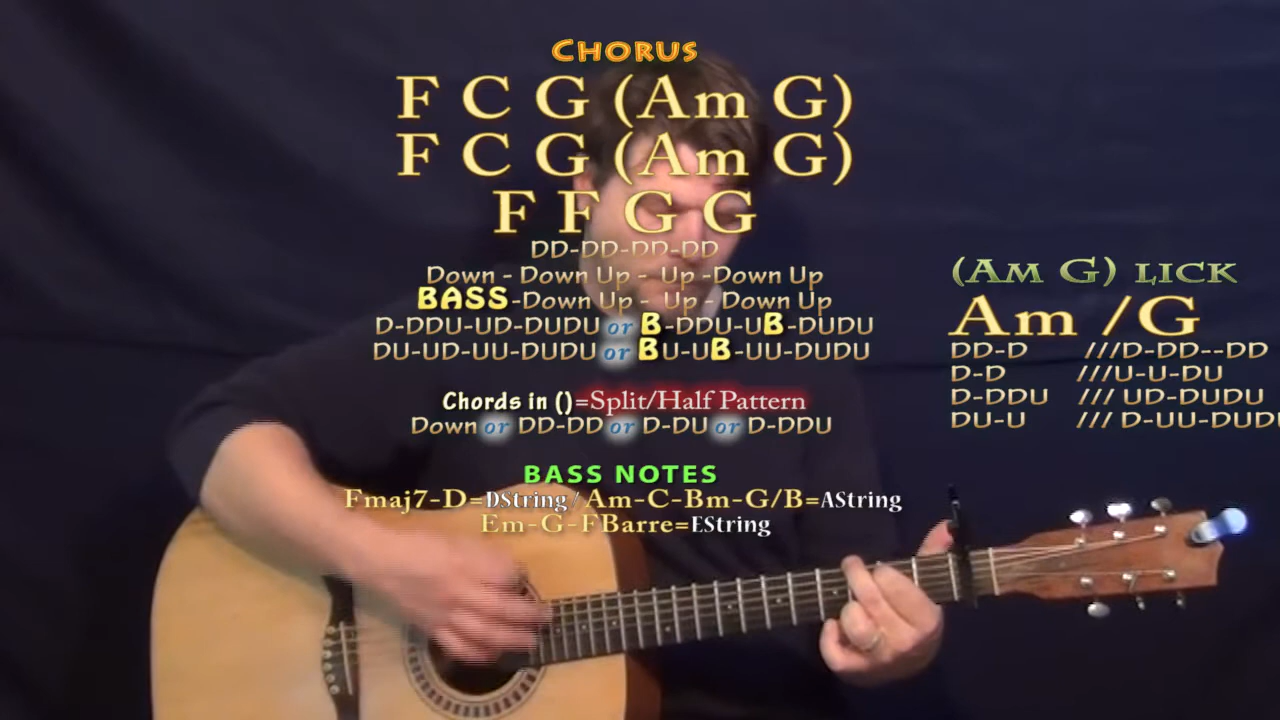 CHORUS
F C G (Am G)
F C G (Am G)
F F G G
DD-DD-DD-DD
Down - Down Up - Up -Down Up
BASS-Down Up - Up - Down Up
D-DDU-UD-DUDU or B-DDU-UB-DUDU
DU-UD-UU-DUDU or BU-UB-UU-DUDU
Chords in ()=Split/Half Pattern
Down or DD-DD or D-DU or D-DDU
BASS NOTES
Fmaj7-D=DString/Am-C-Bm-G/B=AString
Em-G-FBarre=EString
(AM G) LICK
Am /G
DD-D ///D-DD--DD
D-D ///U-U-DU
D-DDU /// UD-DUDU
DU-U /// D-UU-DUD